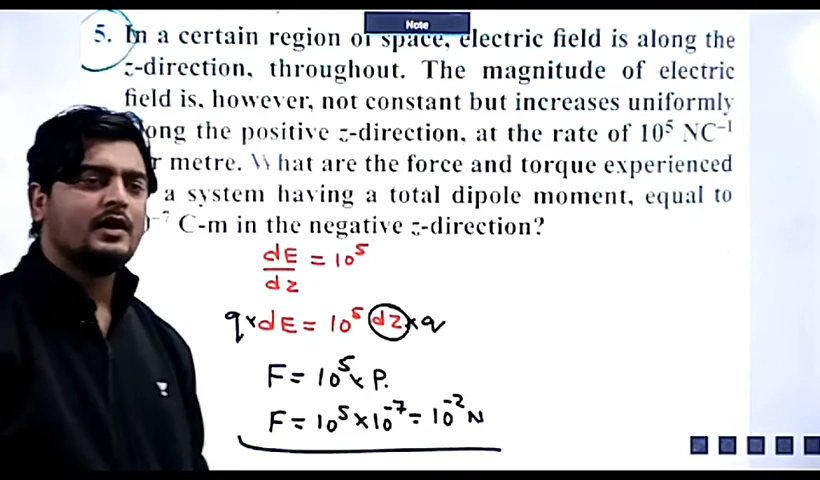 Note
5. In a certain region of space, electric field is along the
z-direction, throughout. The magnitude of electric
field is, however, not constant but increases uniformly
ong the positive z-direction, at the rate of 10⁵ NC⁻¹
r metre. What are the force and torque experienced
a system having a total dipole moment, equal to
⁻⁷ C-m in the negative z-direction?
dE/dz = 10⁵
q×dE = 10⁵ dz×q
F = 10⁵ × P.
F = 10⁵ × 10⁻⁷ = 10⁻² N